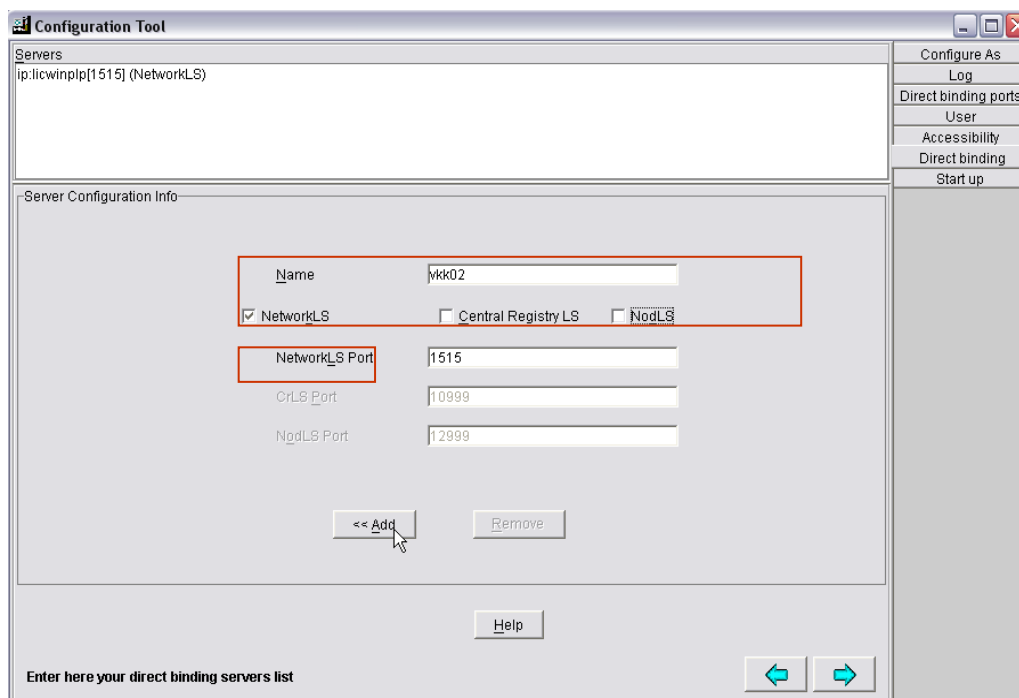 Configuration Tool
Servers
ip:licwinplp[1515] (NetworkLS)
Configure As
Log
Direct binding ports
User
Accessibility
Direct binding
Start up
Server Configuration Info
Name vkk02
NetworkLS Central Registry LS NodLS
NetworkLS Port 1515
CrLS Port 10999
NodLS Port 12999
<< Add Remove
Help
Enter here your direct binding servers list